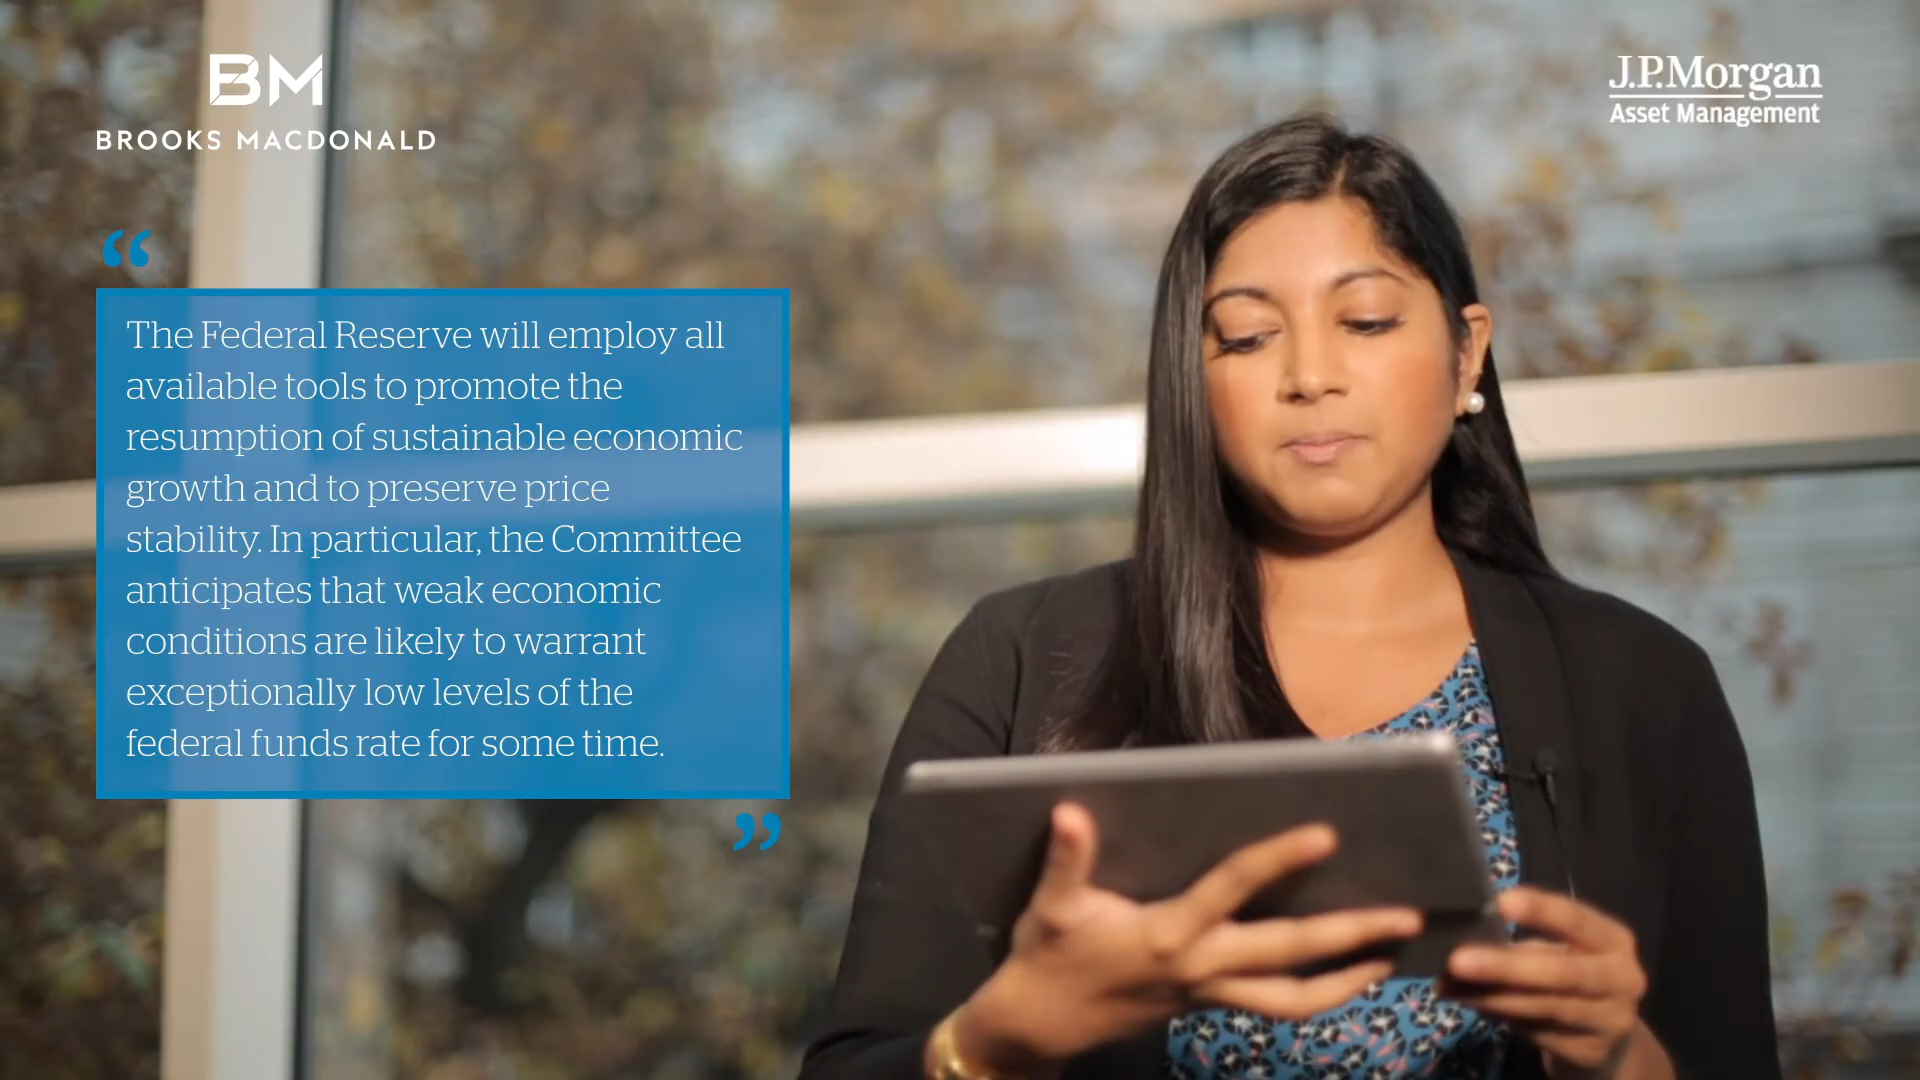 BM
BROOKS MACDONALD
J.P.Morgan
Asset Management
“
The Federal Reserve will employ all
available tools to promote the
resumption of sustainable economic
growth and to preserve price
stability. In particular, the Committee
anticipates that weak economic
conditions are likely to warrant
exceptionally low levels of the
federal funds rate for some time.
”